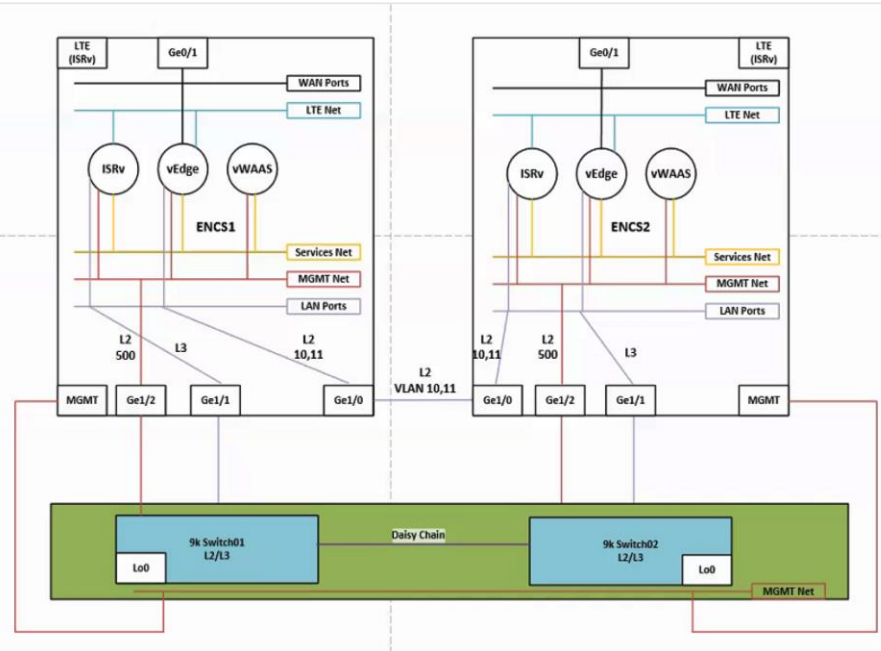 LTE
(ISRv)
Ge0/1
WAN Ports
LTE Net
ISRv
vEdge
vWAAS
ENCS1
Services Net
MGMT Net
LAN Ports
L2
500
L3
L2
10,11
MGMT
Ge1/2
Ge1/1
Ge1/0
L2
VLAN 10,11
Ge0/1
LTE
(ISRv)
WAN Ports
LTE Net
ISRv
vEdge
vWAAS
ENCS2
Services Net
MGMT Net
LAN Ports
L2
10,11
L2
500
L3
Ge1/0
Ge1/2
Ge1/1
MGMT
9k Switch01
L2/L3
Lo0
Daisy Chain
9k Switch02
L2/L3
Lo0
MGMT Net